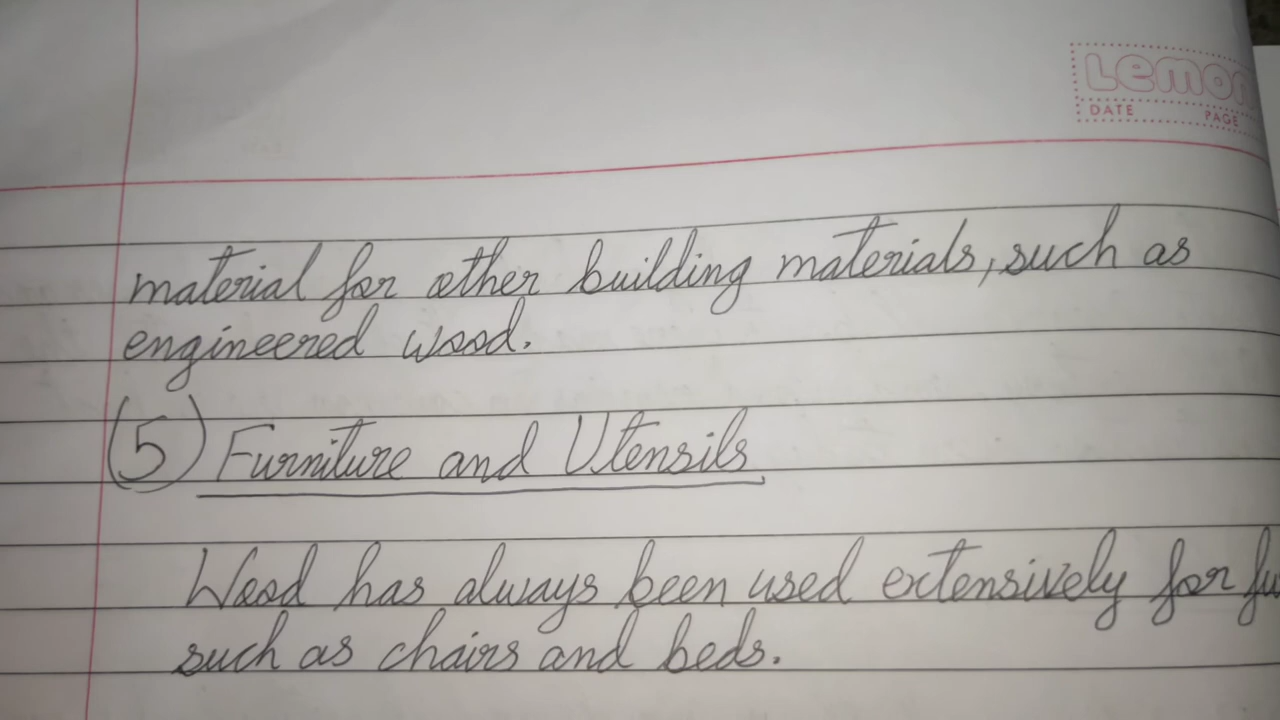 Lemon
DATE PAGE
material for other building materials, such as
engineered wood.
(5) Furniture and Utensils
Wood has always been used extensively for
such as chairs and beds.